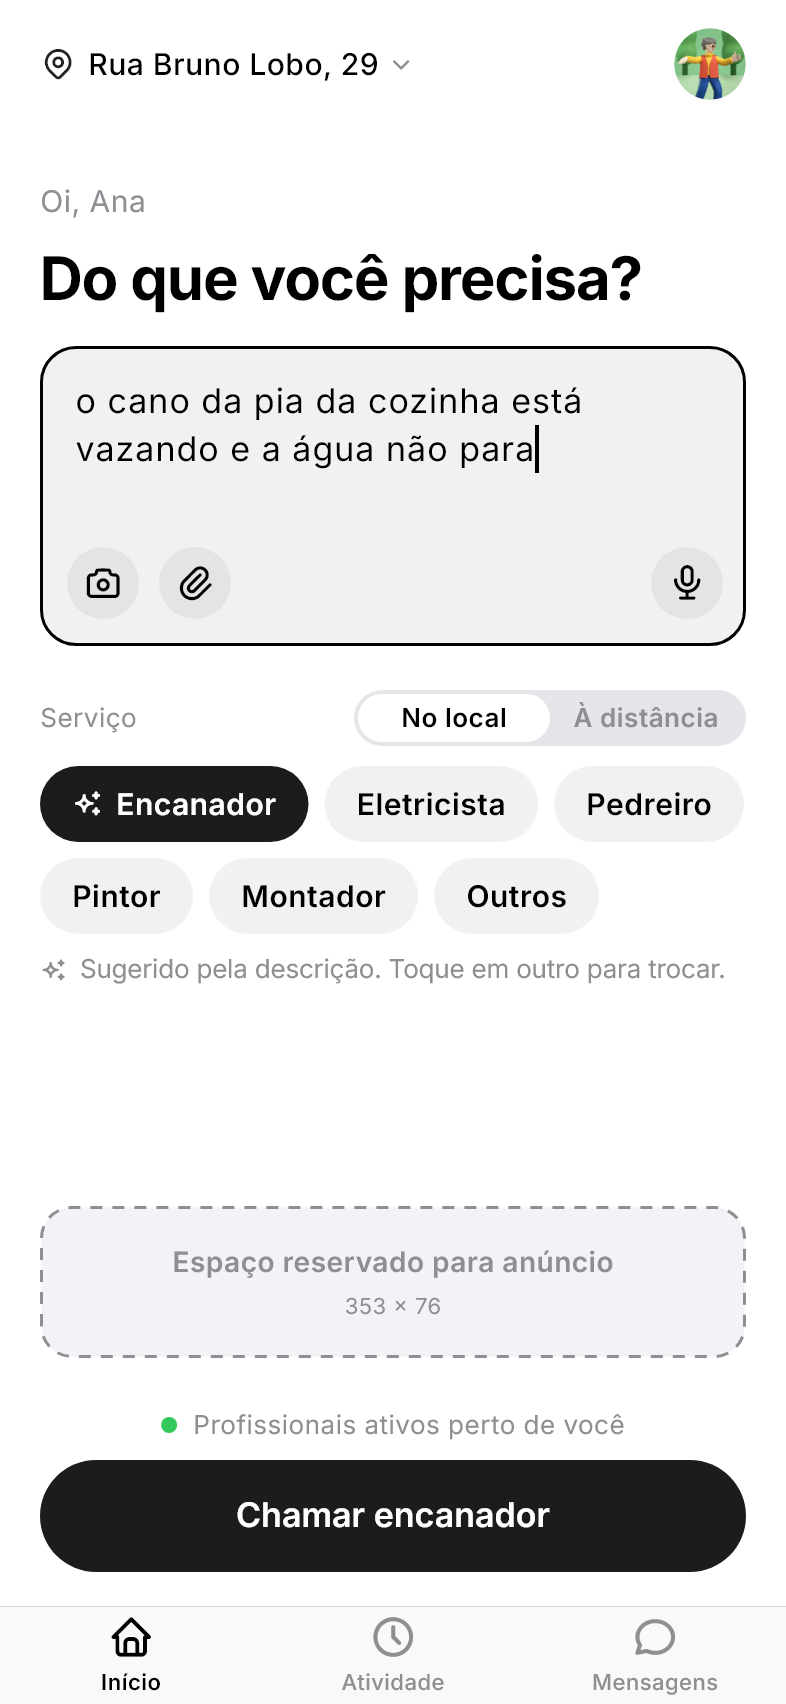 Rua Bruno Lobo, 29
Oi, Ana
Do que você precisa?
o cano da pia da cozinha está
vazando e a água não para
Serviço
No local
À distância
Encanador
Eletricista
Pedreiro
Pintor
Montador
Outros
Sugerido pela descrição. Toque em outro para trocar.
Espaço reservado para anúncio
353 × 76
Profissionais ativos perto de você
Chamar encanador
Início
Atividade
Mensagens